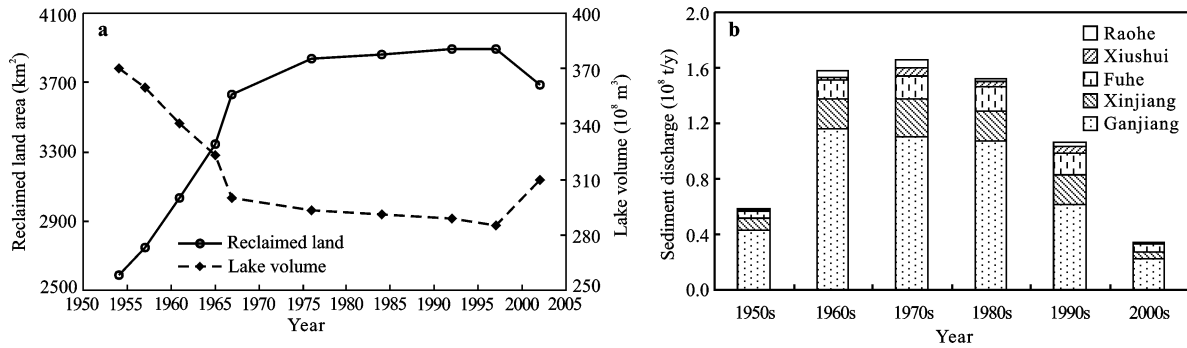 a
Reclaimed land area (km²)
4100
3700
3300
2900
2500
Lake volume (10⁸ m³)
400
370
340
310
280
250
Reclaimed land
Lake volume
1950 1955 1960 1965 1970 1975 1980 1985 1990 1995 2000 2005
Year
b
Sediment discharge (10⁸ t/y)
2.0
1.6
1.2
0.8
0.4
0.0
Raohe
Xiushui
Fuhe
Xinjiang
Ganjiang
1950s 1960s 1970s 1980s 1990s 2000s
Year